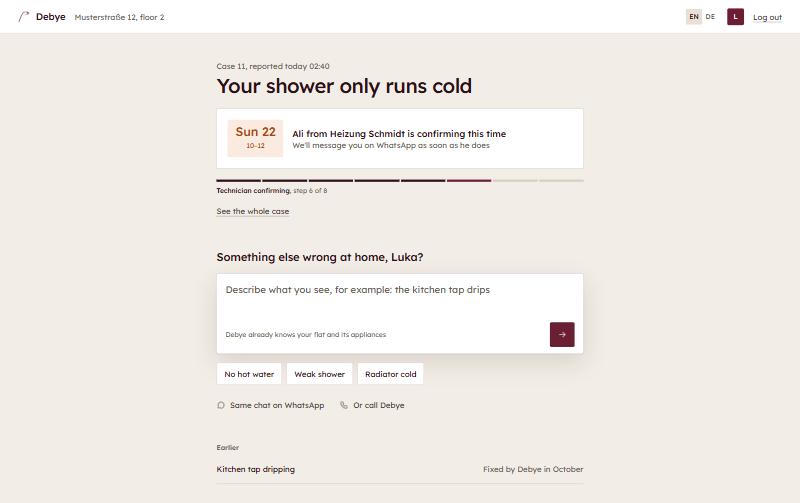 Debye Musterstraße 12, floor 2 EN DE L Log out
Case 11, reported today 02:40
Your shower only runs cold
Sun 22
10–12
Ali from Heizung Schmidt is confirming this time
We'll message you on WhatsApp as soon as he does
Technician confirming, step 6 of 8
See the whole case
Something else wrong at home, Luka?
Describe what you see, for example: the kitchen tap drips
Debye already knows your flat and its appliances
No hot water Weak shower Radiator cold
Same chat on WhatsApp Or call Debye
Earlier
Kitchen tap dripping Fixed by Debye in October